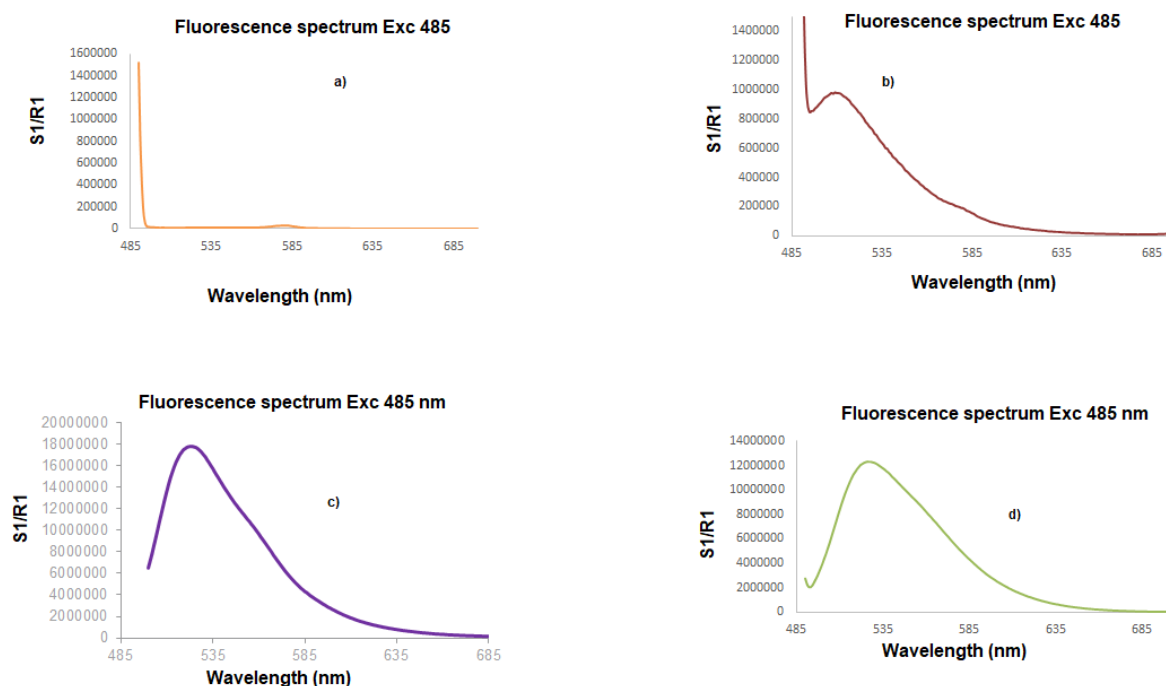 Fluorescence spectrum Exc 485
1600000
1400000
1200000
1000000
800000
600000
400000
200000
0
S1/R1
a)
485 535 585 635 685
Wavelength (nm)
Fluorescence spectrum Exc 485
1400000
1200000
1000000
800000
600000
400000
200000
0
S1/R1
b)
485 535 585 635 685
Wavelength (nm)
Fluorescence spectrum Exc 485 nm
20000000
18000000
16000000
14000000
12000000
10000000
8000000
6000000
4000000
2000000
0
S1/R1
c)
485 535 585 635 685
Wavelength (nm)
Fluorescence spectrum Exc 485 nm
14000000
12000000
10000000
8000000
6000000
4000000
2000000
0
S1/R1
d)
485 535 585 635 685
Wavelength (nm)